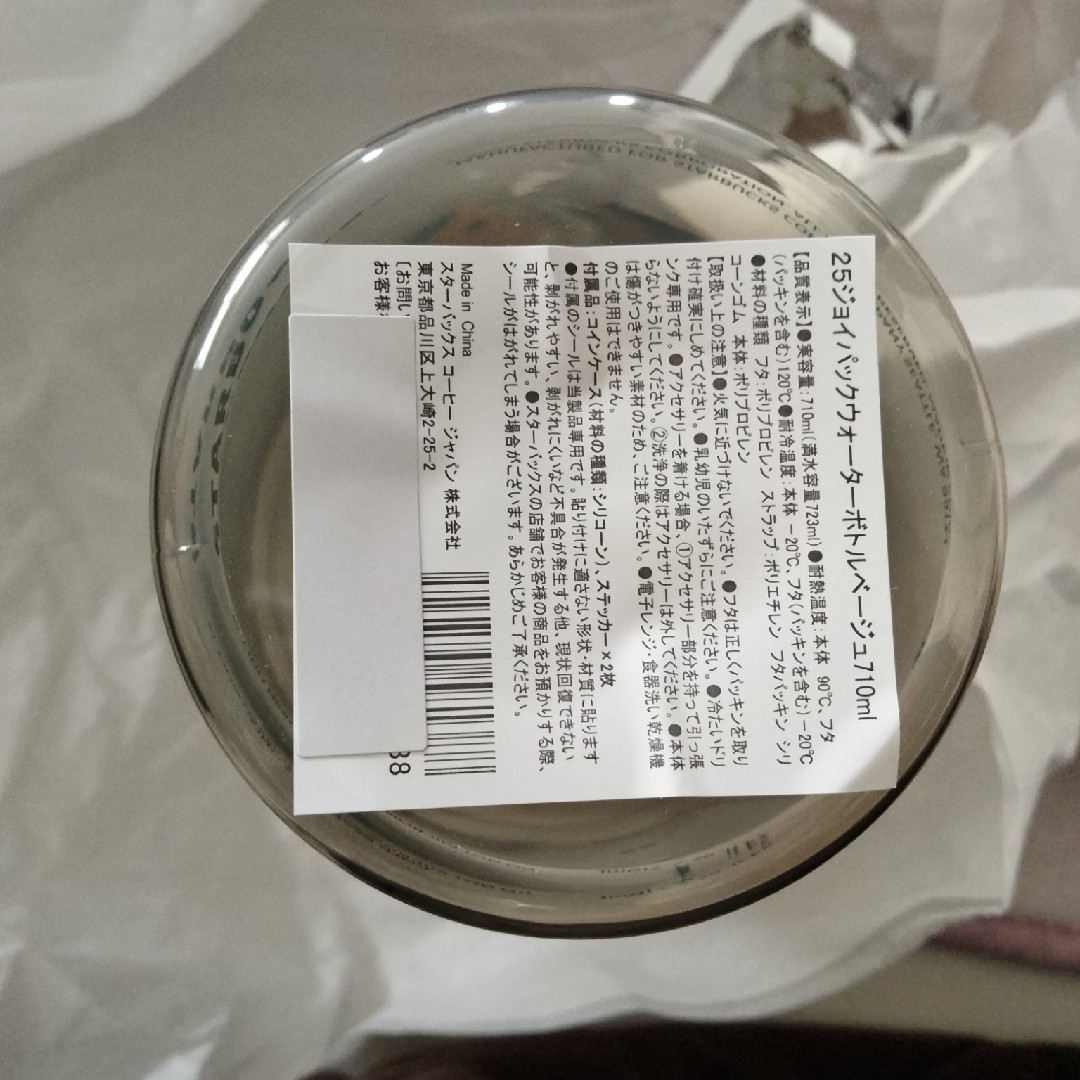 25ジョイパックウォーターボトルベージュ710ml
【品質表示】●実容量:710ml(満水容量723ml)●耐熱温度:本体 90℃、フタ
(パッキンを含む)120℃●耐冷温度:本体 −20℃、フタ(パッキンを含む)−20℃
●材料の種類 フタ:ポリプロピレン ストラップ:ポリエチレン フタパッキン シリ
コーンゴム 本体:ポリプロピレン
【取扱い上の注意】●火気に近づけないでください。●フタは正しくパッキンを取り
付け確実にしめてください。●乳幼児のいたずらにご注意ください。●冷たいドリ
ンク専用です。●アクセサリーを着ける場合、①アクセサリー部分を持って引っ張
らないようにしてください。②洗浄の際はアクセサリーは外してください。●本体
は傷がつきやすい素材のため、ご注意ください。●電子レンジ・食器洗い乾燥機
のご使用はできません。
付属品:コインケース(材料の種類:シリコーン)、ステッカー×2枚
●付属のシールは当製品専用です。貼り付けに適さない形状・材質に貼ります
と、剥がれやすい、剥がれにくいなど不具合が発生する他、現状回復できない
可能性があります。●スターバックスの店舗でお客様の商品をお預かりする際、
シールがはがれてしまう場合がございます。あらかじめご了承ください。
Made in China
スターバックス コーヒー ジャパン 株式会社
東京都品川区上大崎2-25-2
[お問い
お客様
38
MANUFACTURED FOR STARBUCKS